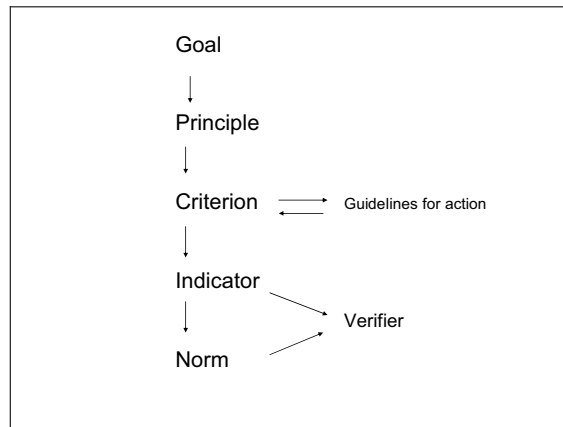 Goal
Principle
Criterion
Guidelines for action
Indicator
Verifier
Norm